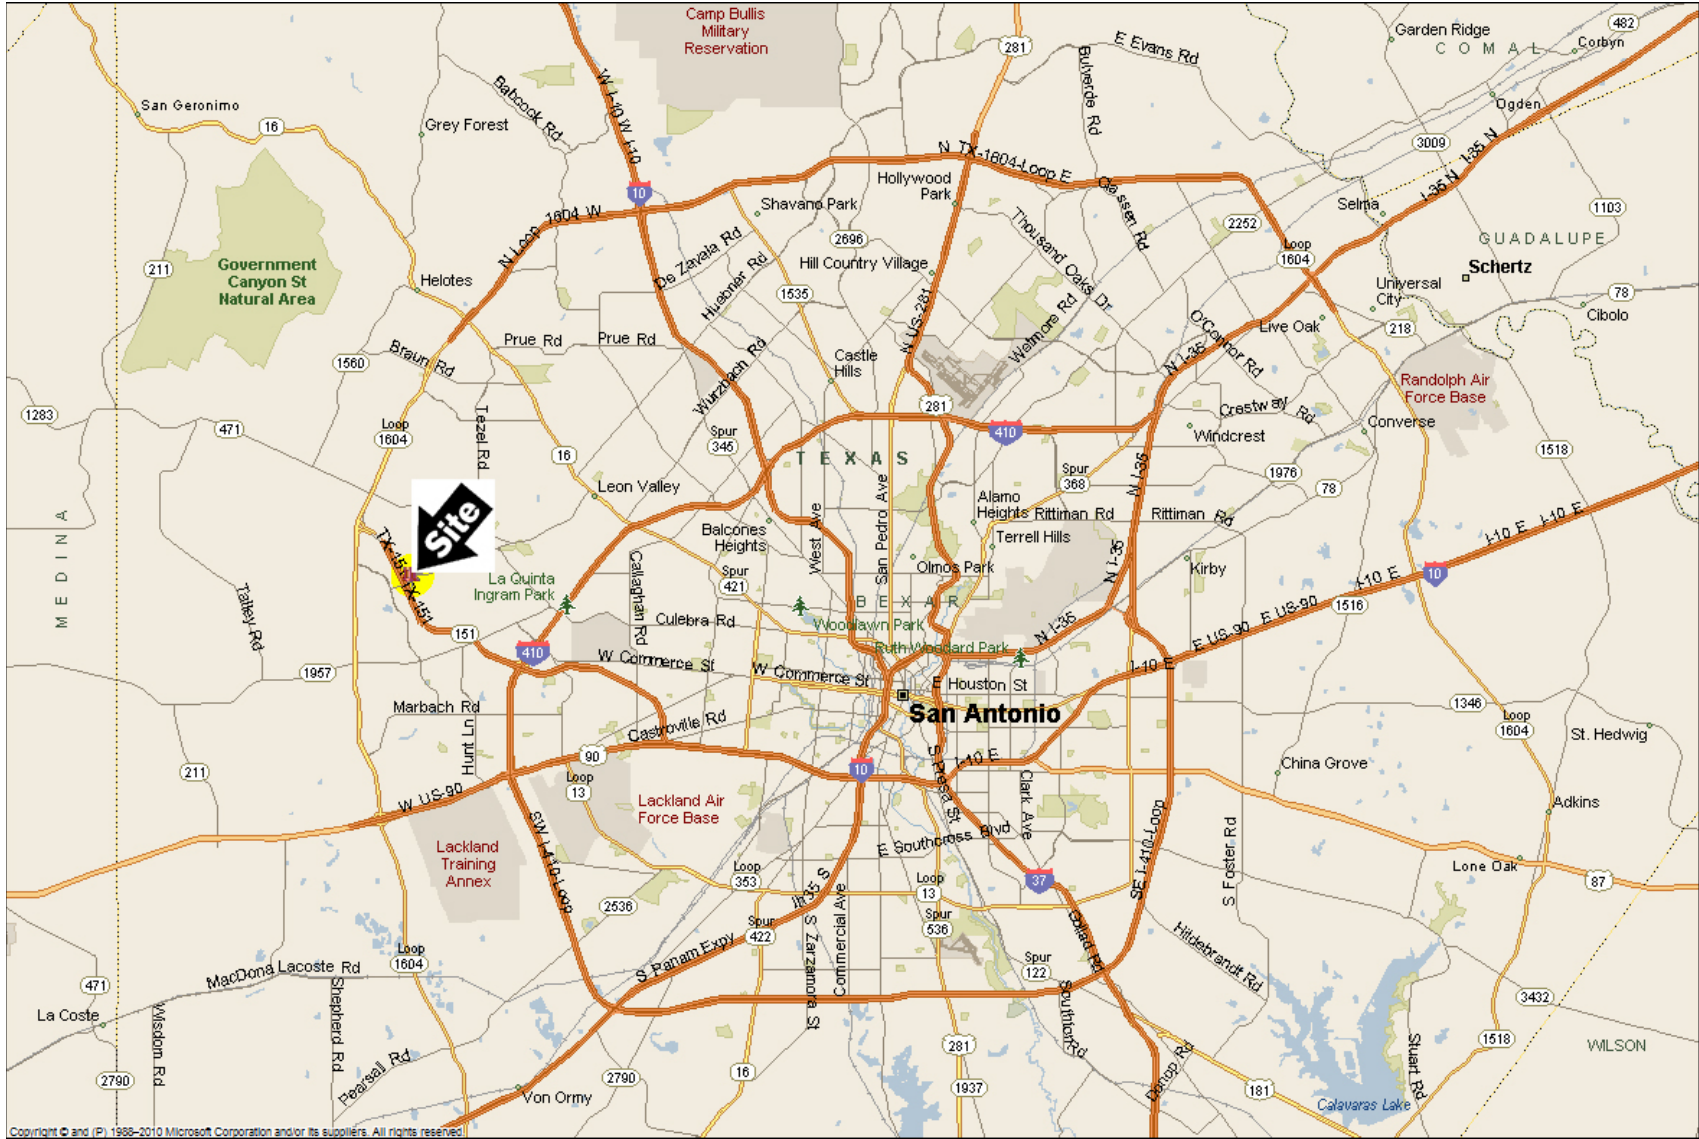 Camp Bullis
Military
Reservation
281
E Evans Rd
Bulverde Rd
Garden Ridge
482
Corbyn
C O M A L
Ogden
San Geronimo
16
Grey Forest
Babcock Rd
W I-10 W I-10
10
N TX-1604-Loop E
3009
I-35 N
I-35 N
Hollywood
Park
Classen Rd
Selma
1103
2252
GUADALUPE
Schertz
Shavano Park
1604 W
N Loop
2696
De Zavala Rd
Huebner Rd
Hill Country Village
Thousand Oaks Dr
Loop
1604
Government
Canyon St
Natural Area
211
Helotes
1535
Wetmore Rd
N US-281
Universal
City
78
Cibolo
218
Live Oak
O'Connor Rd
N I-35
Prue Rd
Prue Rd
Braun Rd
1560
Castle
Hills
Wurzbach Rd
Randolph Air
Force Base
281
1283
471
Loop
1604
Tezel Rd
Spur
345
410
Crestway Rd
Windcrest
Converse
1518
16
T E X A S
Leon Valley
Spur
368
1976
78
N I-35
Site
TX-151
TX-151
San Pedro Ave
West Ave
Alamo
Heights
Rittiman Rd
Rittiman Rd
Terrell Hills
Balcones
Heights
I-10 E
I-10 E
MEDINA
Talley Rd
La Quinta
Ingram Park
Callaghan Rd
Spur
421
Olmos Park
I-35 N
Kirby
I-10 E
10
B E X A R
Woodlawn Park
Culebra Rd
151
410
Ruth Woodard Park
N I-35
E US-90
E US-90
1516
W Commerce St
W Commerce St
I-10 E
1957
E
Houston St
San Antonio
Marbach Rd
Hunt Ln
Castroville Rd
1346
Loop
1604
St. Hedwig
211
90
I-10 E
10
S Presa St
Clark Ave
China Grove
W US-90
Loop
13
Lackland Air
Force Base
Adkins
Lackland
Training
Annex
SW I-410-Loop
E Southcross Blvd
SE I-410-Loop
S Foster Rd
Lone Oak
87
Loop
353
Loop
13
37
2536
Spur
422
Spur
536
IH-35 S
Commercial Ave
S Zarzamora St
S Panam Expy
Goliad Rd
Hildebrandt Rd
Loop
1604
MacDona Lacoste Rd
Spur
122
471
La Coste
Wisdom Rd
Shepherd Rd
Southton Rd
3432
1518
Stuart Rd
WILSON
Pearsall Rd
2790
2790
16
281
1937
Von Ormy
Donop Rd
181
Calavaras Lake
Copyright © and (P) 1988–2010 Microsoft Corporation and/or its suppliers. All rights reserved.